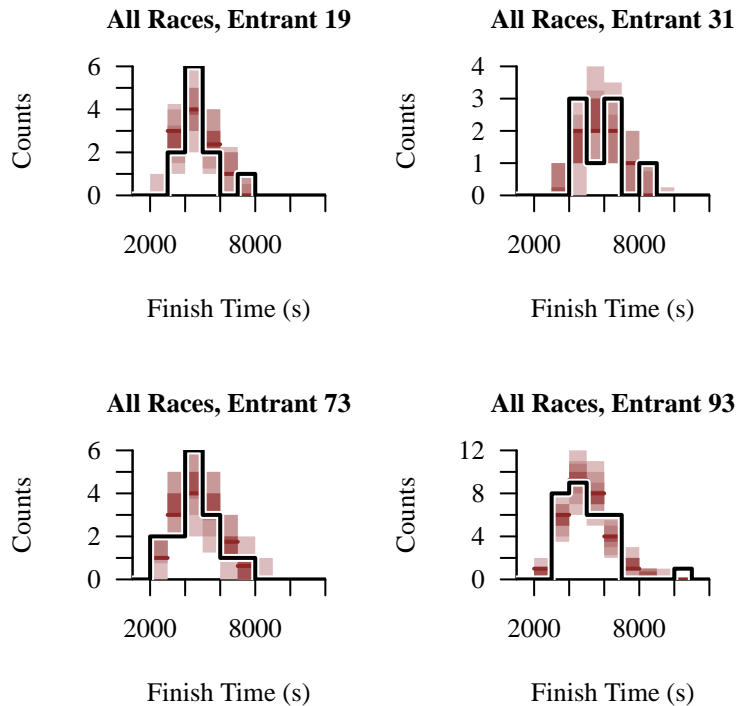 All Races, Entrant 19
Counts
0 2 4 6
2000 8000
Finish Time (s)
All Races, Entrant 31
Counts
0 1 2 3 4
2000 8000
Finish Time (s)
All Races, Entrant 73
Counts
0 2 4 6
2000 8000
Finish Time (s)
All Races, Entrant 93
Counts
0 4 8 12
2000 8000
Finish Time (s)